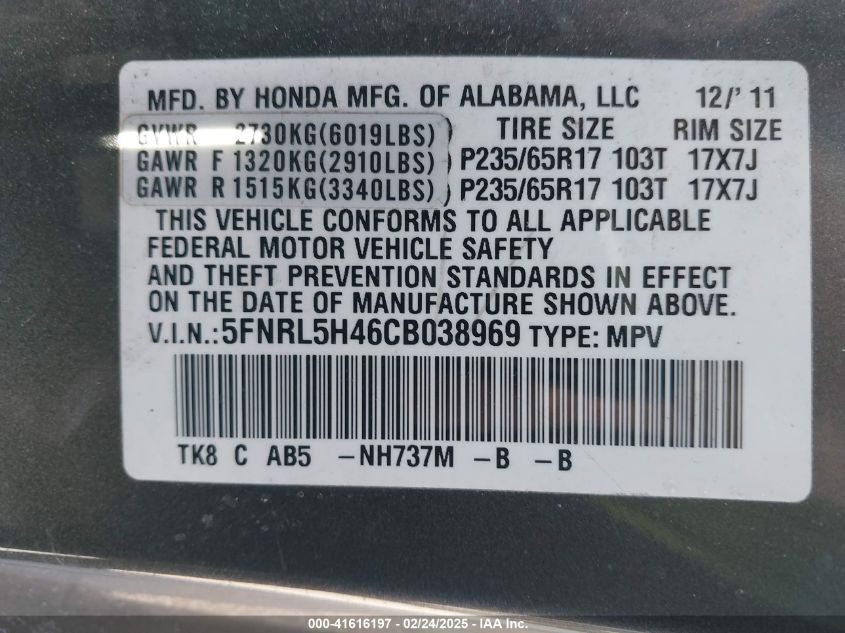 MFD. BY HONDA MFG. OF ALABAMA, LLC 12/'11
GVWR 2730KG(6019LBS) TIRE SIZE RIM SIZE
GAWR F 1320KG(2910LBS) P235/65R17 103T 17X7J
GAWR R 1515KG(3340LBS) P235/65R17 103T 17X7J
THIS VEHICLE CONFORMS TO ALL APPLICABLE
FEDERAL MOTOR VEHICLE SAFETY
AND THEFT PREVENTION STANDARDS IN EFFECT
ON THE DATE OF MANUFACTURE SHOWN ABOVE.
V.I.N.:5FNRL5H46CB038969 TYPE: MPV
TK8 C AB5 -NH737M -B -B
000-41616197 - 02/24/2025 - IAA Inc.